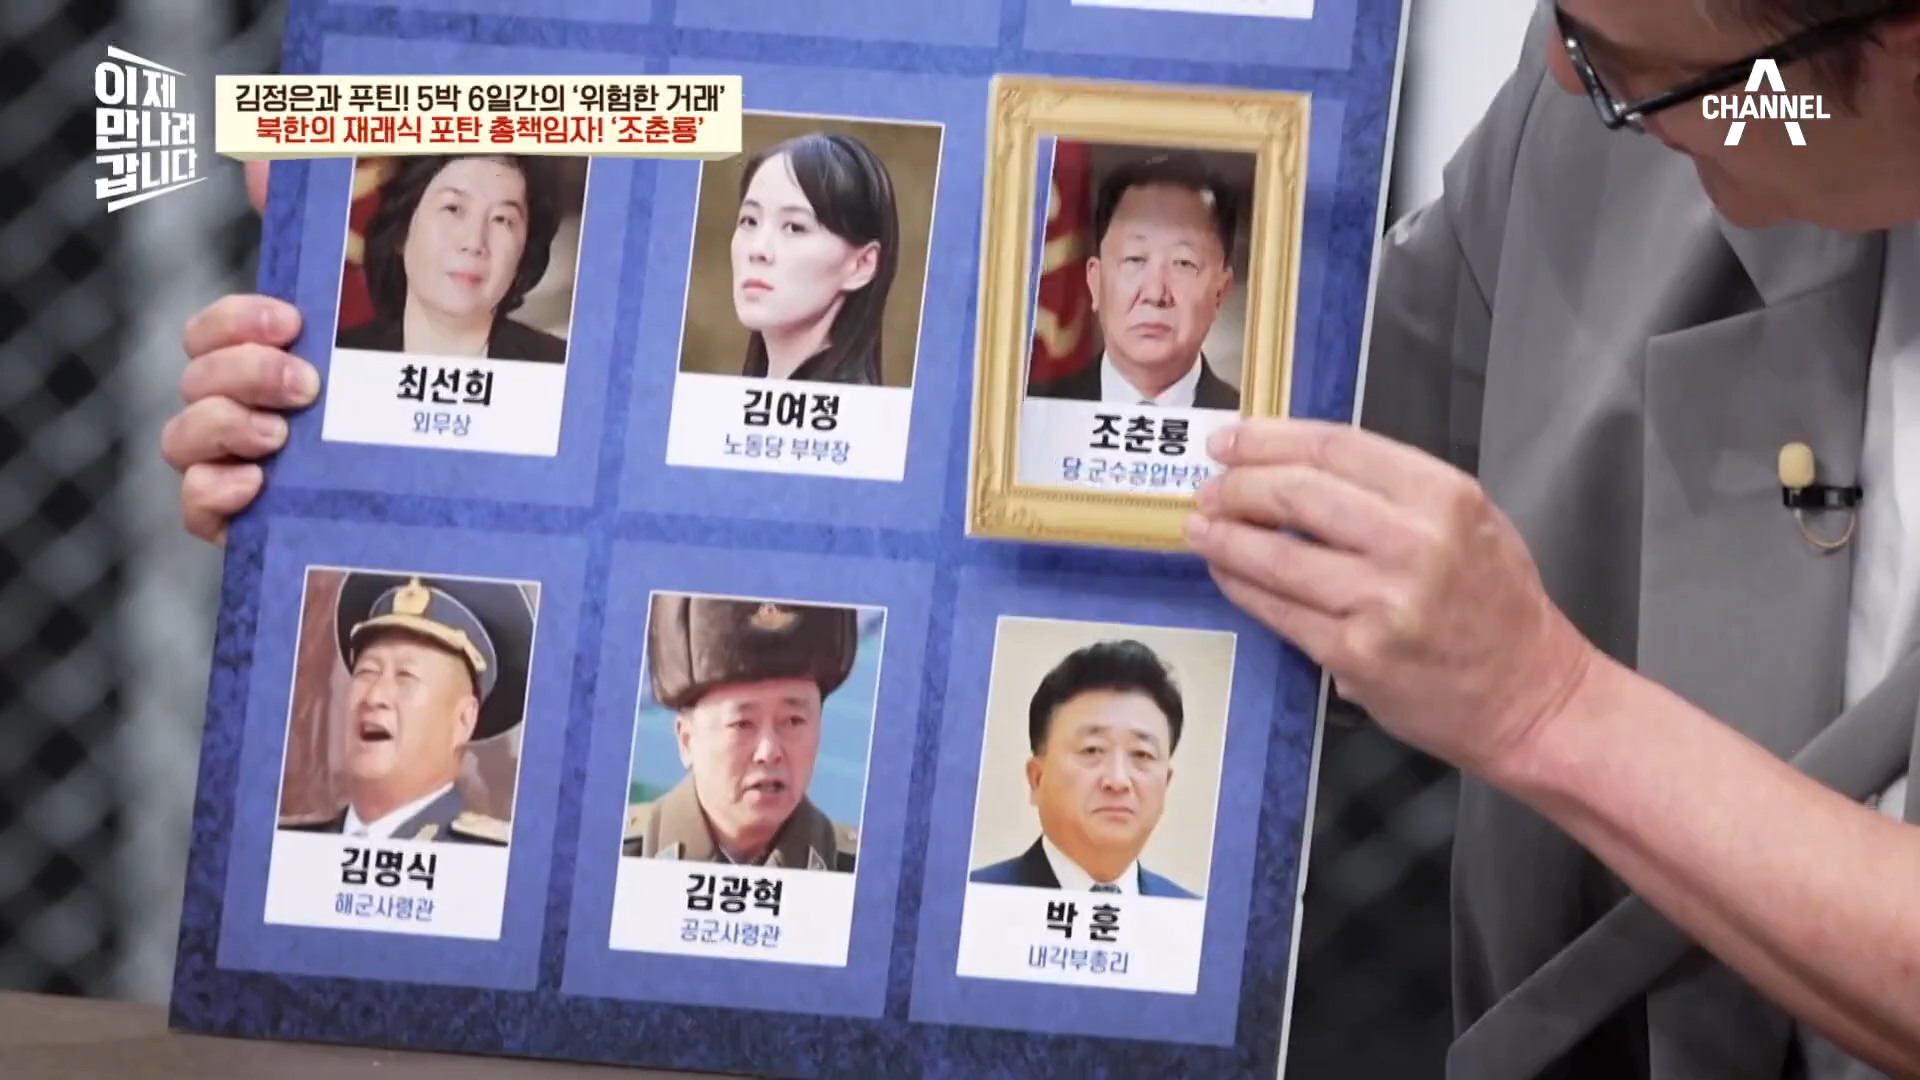 이제
만나러
갑니다
김정은과 푸틴! 5박 6일간의 ‘위험한 거래’
북한의 재래식 포탄 총책임자! ‘조춘룡’
CHANNEL A
최선희
외무상
김여정
노동당 부부장
조춘룡
당 군수공업부장
김명식
해군사령관
김광혁
공군사령관
박 훈
내각부총리